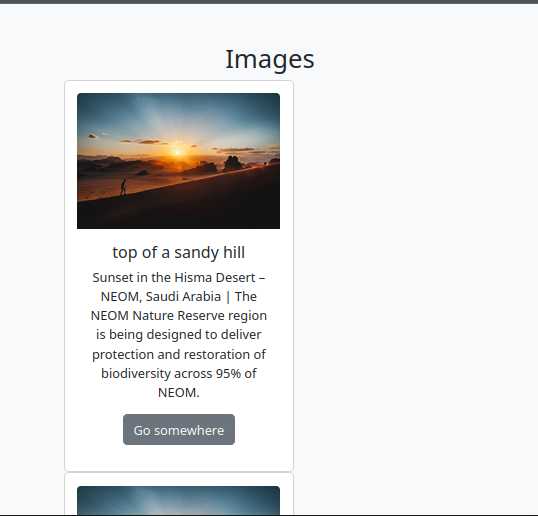 Images
top of a sandy hill
Sunset in the Hisma Desert –
NEOM, Saudi Arabia | The
NEOM Nature Reserve region
is being designed to deliver
protection and restoration of
biodiversity across 95% of
NEOM.
Go somewhere